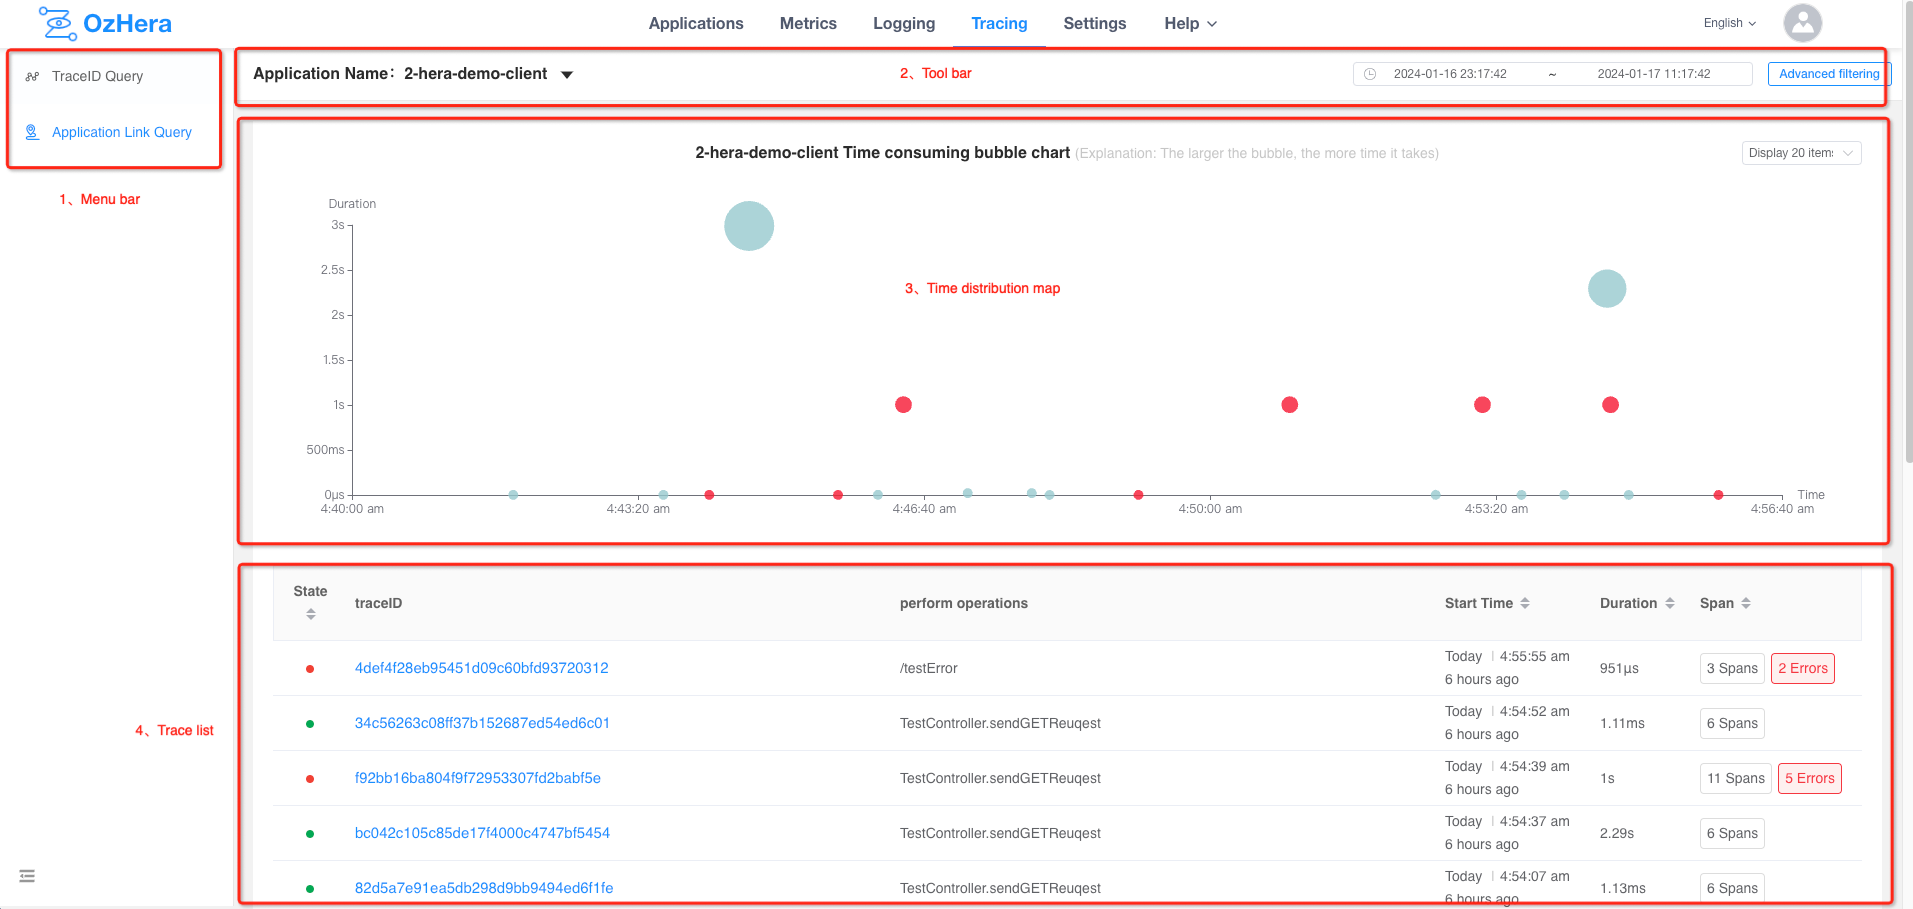 OzHera
Applications Metrics Logging Tracing Settings Help
English
TraceID Query
Application Link Query
1、Menu bar
Application Name： 2-hera-demo-client
2、Tool bar
2024-01-16 23:17:42 ~ 2024-01-17 11:17:42
Advanced filtering
2-hera-demo-client Time consuming bubble chart (Explanation: The larger the bubble, the more time it takes)
Display 20 items
Duration
3s
2.5s
2s
1.5s
1s
500ms
0μs
3、Time distribution map
4:40:00 am 4:43:20 am 4:46:40 am 4:50:00 am 4:53:20 am 4:56:40 am
Time
4、Trace list
State traceID perform operations Start Time Duration Span
4def4f28eb95451d09c60bfd93720312 /testError Today 4:55:55 am 951μs 3 Spans 2 Errors
6 hours ago
34c56263c08ff37b152687ed54ed6c01 TestController.sendGETReuqest Today 4:54:52 am 1.11ms 6 Spans
6 hours ago
f92bb16ba804f9f72953307fd2babf5e TestController.sendGETReuqest Today 4:54:39 am 1s 11 Spans 5 Errors
6 hours ago
bc042c105c85de17f4000c4747bf5454 TestController.sendGETReuqest Today 4:54:37 am 2.29s 6 Spans
6 hours ago
82d5a7e91ea5db298d9bb9494ed6f1fe TestController.sendGETReuqest Today 4:54:07 am 1.13ms 6 Spans
6 hours ago